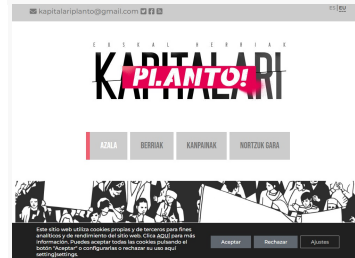 kapitalariplanto@gmail.com
ES EU
EUSKAL HERRIAK
KAPITALARI
PLANTO!
AZALA BERRIAK KANPAINAK NORTZUK GARA
Este sitio web utiliza cookies propias y de terceros para fines
analíticos y de rendimiento del sitio web. Clica AQUÍ para más
información. Puedes aceptar todas las cookies pulsando el
botón "Aceptar" o configurarlas o rechazar su uso aquí
setting]settings.
Aceptar Rechazar Ajustes